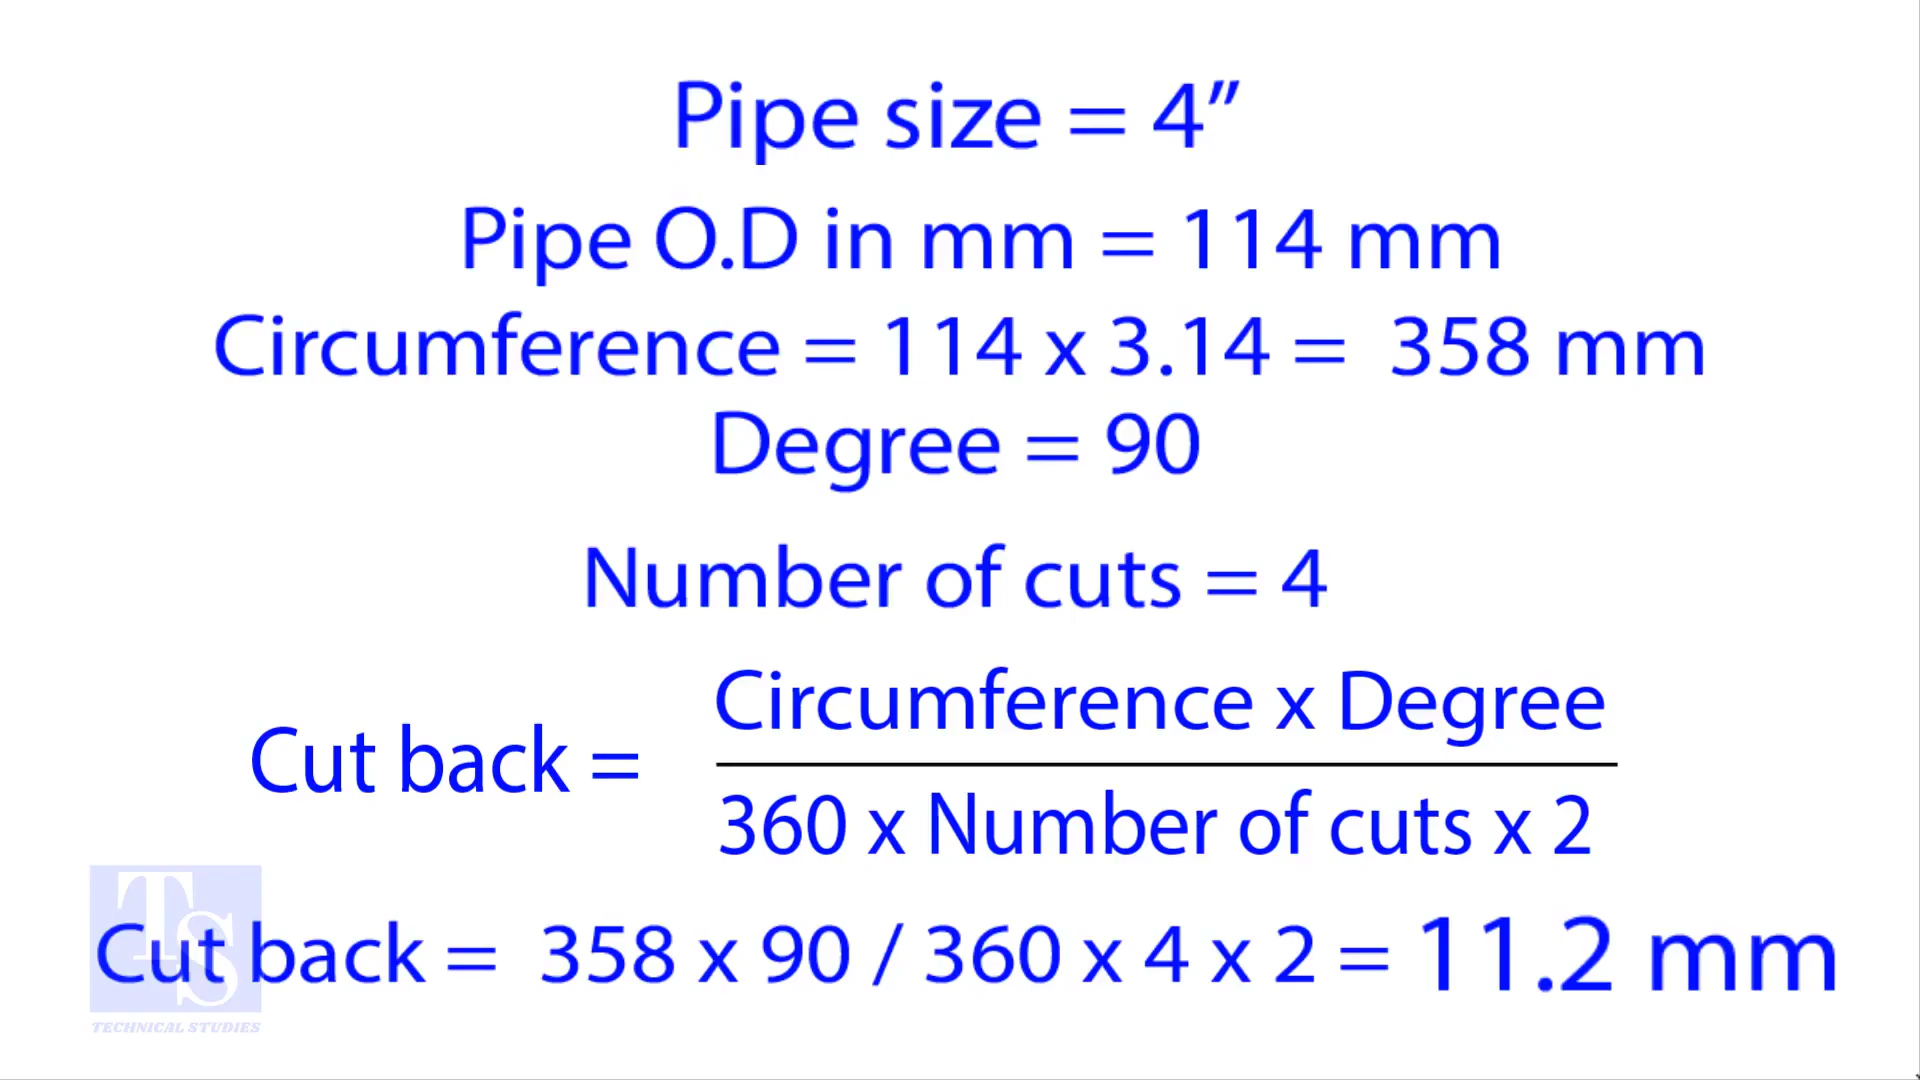 Pipe size = 4”
Pipe O.D in mm = 114 mm
Circumference = 114 x 3.14 = 358 mm
Degree = 90
Number of cuts = 4
Cut back = Circumference x Degree
360 x Number of cuts x 2
Cut back = 358 x 90 / 360 x 4 x 2 = 11.2 mm
TS
TECHNICAL STUDIES